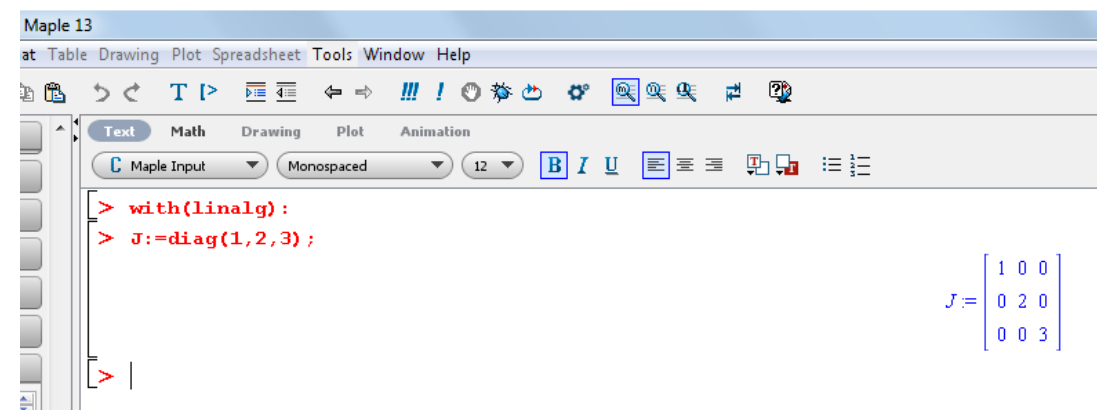 Maple 13
at Table Drawing Plot Spreadsheet Tools Window Help
T
Text Math Drawing Plot Animation
C Maple Input Monospaced 12 B I U
> with(linalg):
> J:=diag(1,2,3);
J := [ 1 0 0
0 2 0
0 0 3 ]
>